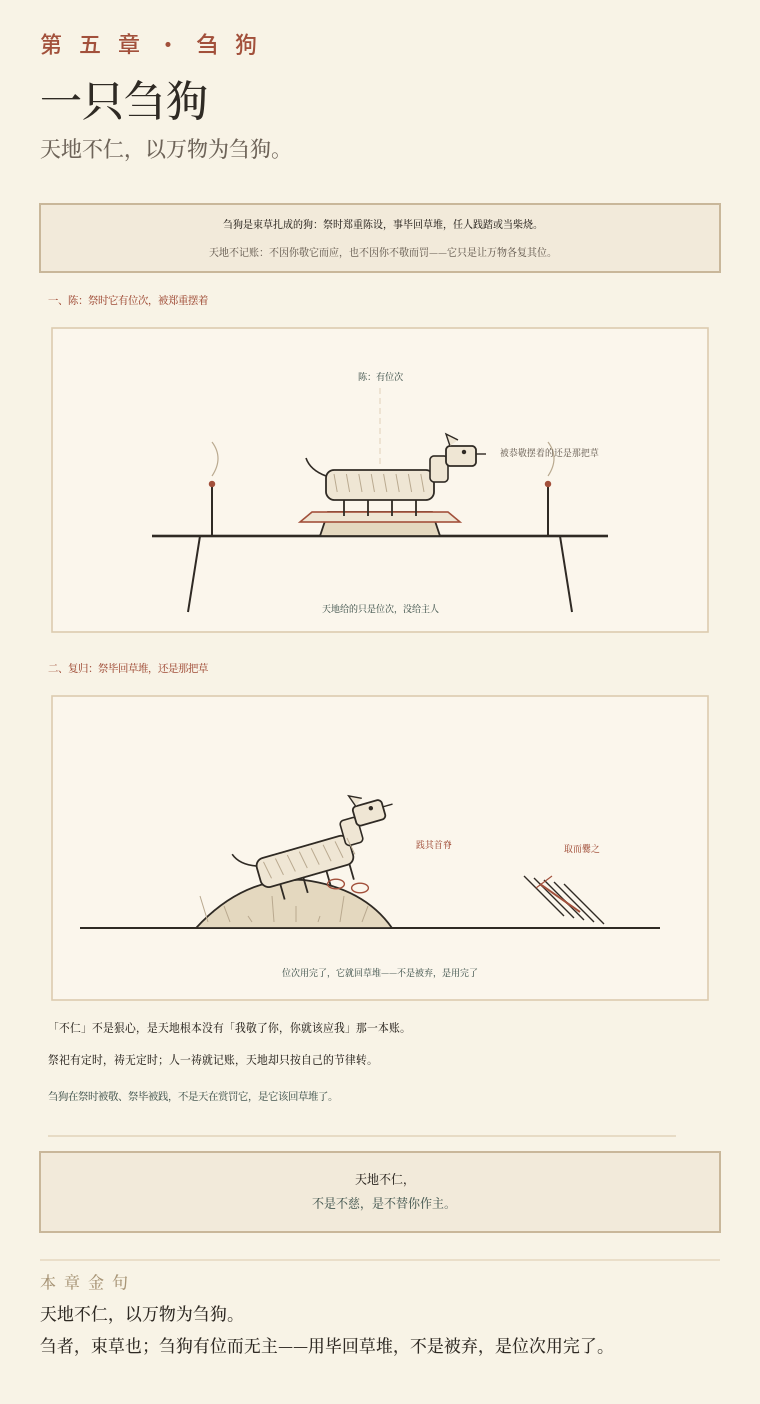 第五章·刍狗
一只刍狗
天地不仁，以万物为刍狗。
刍狗是束草扎成的狗：祭时郑重陈设，事毕回草堆，任人践踏或当柴烧。
天地不记账：不因你敬它而应，也不因你不敬而罚——它只是让万物各复其位。
一、陈：祭时它有位次，被郑重摆着
陈：有位次
被恭敬摆着的还是那把草
天地给的只是位次，没给主人
二、复归：祭毕回草堆，还是那把草
践其首脊
取而爨之
位次用完了，它就回草堆——不是被弃，是用完了
「不仁」不是狠心，是天地根本没有「我敬了你，你就该应我」那一本账。
祭祀有定时，祷无定时；人一祷就记账，天地却只按自己的节律转。
刍狗在祭时被敬、祭毕被践，不是天在赏罚它，是它该回草堆了。
天地不仁，
不是不慈，是不替你作主。
本章金句
天地不仁，以万物为刍狗。
刍者，束草也；刍狗有位而无主——用毕回草堆，不是被弃，是位次用完了。